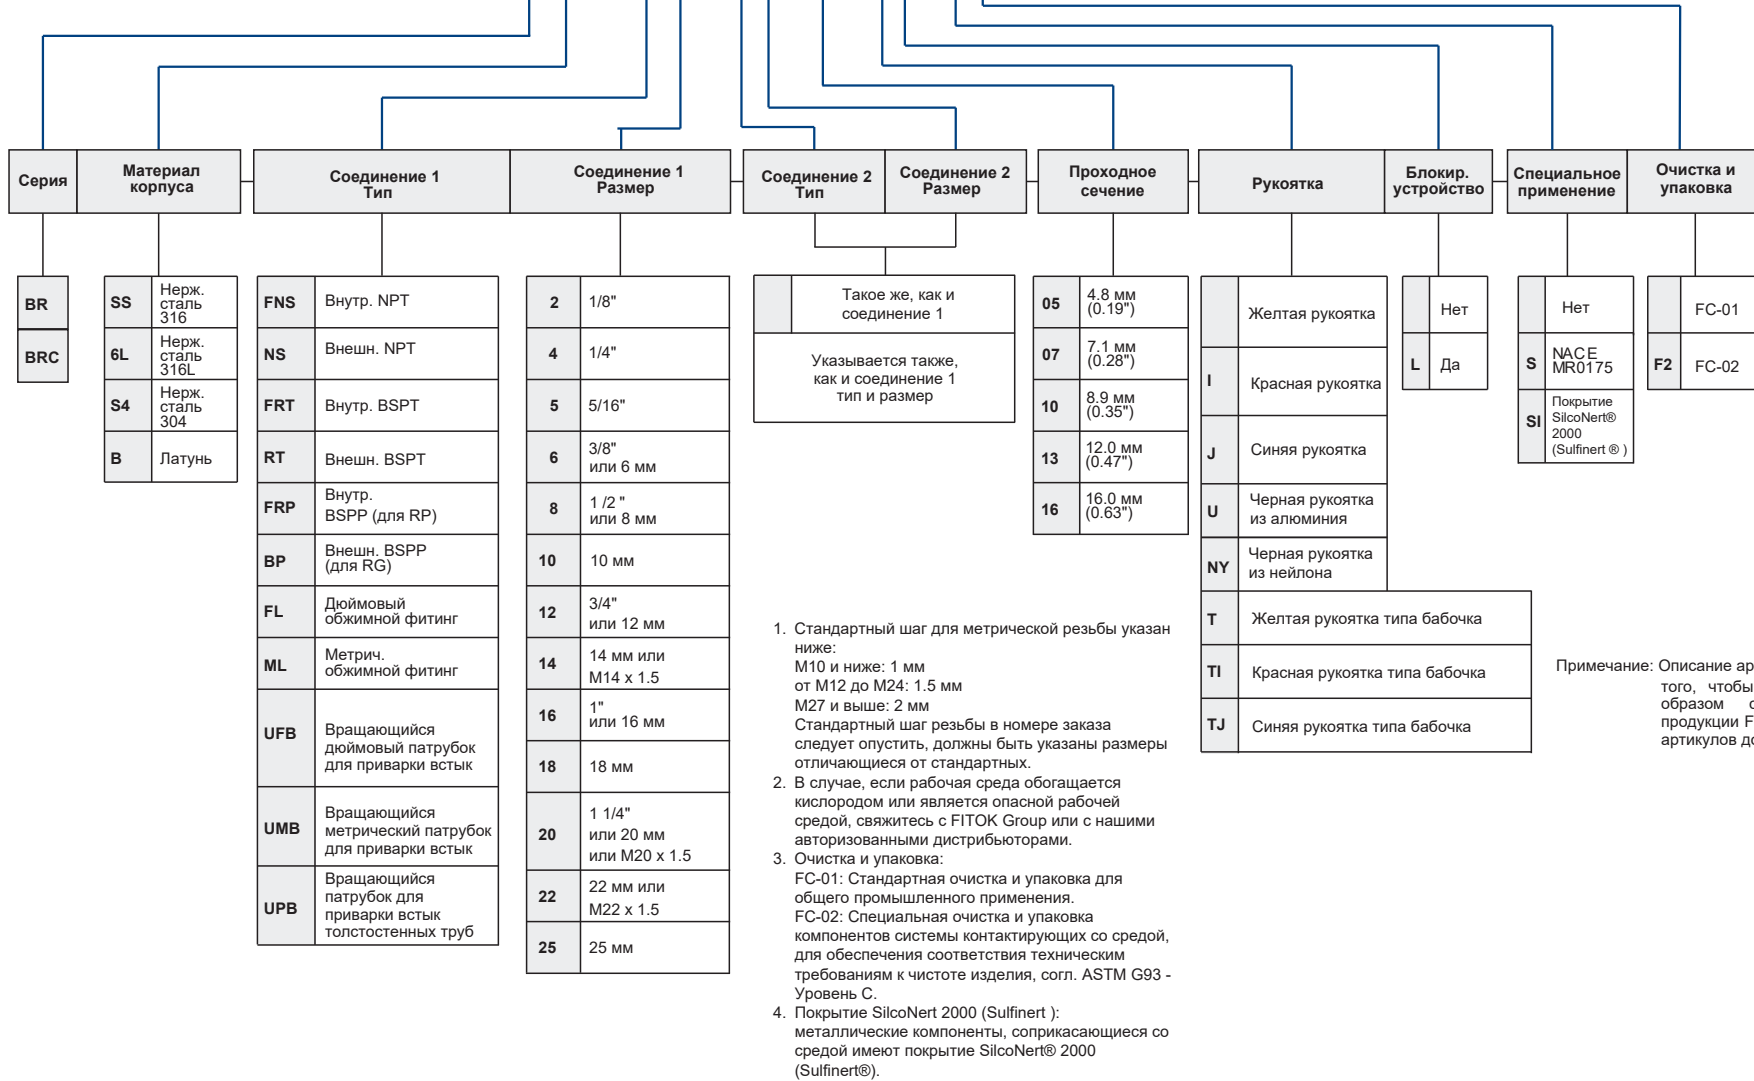 Серия
Материал
корпуса
Соединение 1
Тип
Соединение 1
Размер
Соединение 2
Тип
Соединение 2
Размер
Проходное
сечение
Рукоятка
Блокир.
устройство
Специальное
применение
Очистка и
упаковка
BR
BRC
SS
Нерж.
сталь
316
6L
Нерж.
сталь
316L
S4
Нерж.
сталь
304
B
Латунь
FNS
Внутр. NPT
NS
Внешн. NPT
FRT
Внутр. BSPT
RT
Внешн. BSPT
FRP
Внутр.
BSPP (для RP)
BP
Внешн. BSPP
(для RG)
FL
Дюймовый
обжимной фитинг
ML
Метрич.
обжимной фитинг
UFB
Вращающийся
дюймовый патрубок
для приварки встык
UMB
Вращающийся
метрический патрубок
для приварки встык
UPB
Вращающийся
патрубок для
приварки встык
толстостенных труб
2
1/8"
4
1/4"
5
5/16"
6
3/8"
или 6 мм
8
1 /2 "
или 8 мм
10
10 мм
12
3/4"
или 12 мм
14
14 мм или
M14 x 1.5
16
1"
или 16 мм
18
18 мм
20
1 1/4"
или 20 мм
или M20 x 1.5
22
22 мм или
M22 x 1.5
25
25 мм
Такое же, как и
соединение 1
Указывается также,
как и соединение 1
тип и размер
05
4.8 мм
(0.19")
07
7.1 мм
(0.28")
10
8.9 мм
(0.35")
13
12.0 мм
(0.47")
16
16.0 мм
(0.63")
Желтая рукоятка
I
Красная рукоятка
J
Синяя рукоятка
U
Черная рукоятка
из алюминия
NY
Черная рукоятка
из нейлона
T
Желтая рукоятка типа бабочка
TI
Красная рукоятка типа бабочка
TJ
Синяя рукоятка типа бабочка
Нет
L
Да
Нет
S
NACE
MR0175
SI
Покрытие
SilcoNert®
2000
(Sulfinert ® )
FC-01
F2
FC-02
1. Стандартный шаг для метрической резьбы указан
ниже:
М10 и ниже: 1 мм
от М12 до М24: 1.5 мм
М27 и выше: 2 мм
Стандартный шаг резьбы в номере заказа
следует опустить, должны быть указаны размеры
отличающиеся от стандартных.
2. В случае, если рабочая среда обогащается
кислородом или является опасной рабочей
средой, свяжитесь с FITOK Group или с нашими
авторизованными дистрибьюторами.
3. Очистка и упаковка:
FC-01: Стандартная очистка и упаковка для
общего промышленного применения.
FC-02: Специальная очистка и упаковка
компонентов системы контактирующих со средой,
для обеспечения соответствия техническим
требованиям к чистоте изделия, согл. ASTM G93 -
Уровень С.
4. Покрытие SilcoNert 2000 (Sulfinert ):
металлические компоненты, соприкасающиеся со
средой имеют покрытие SilcoNert® 2000
(Sulfinert®).
Примечание: Описание ар
того, чтобы
образом
продукции F
артикулов до